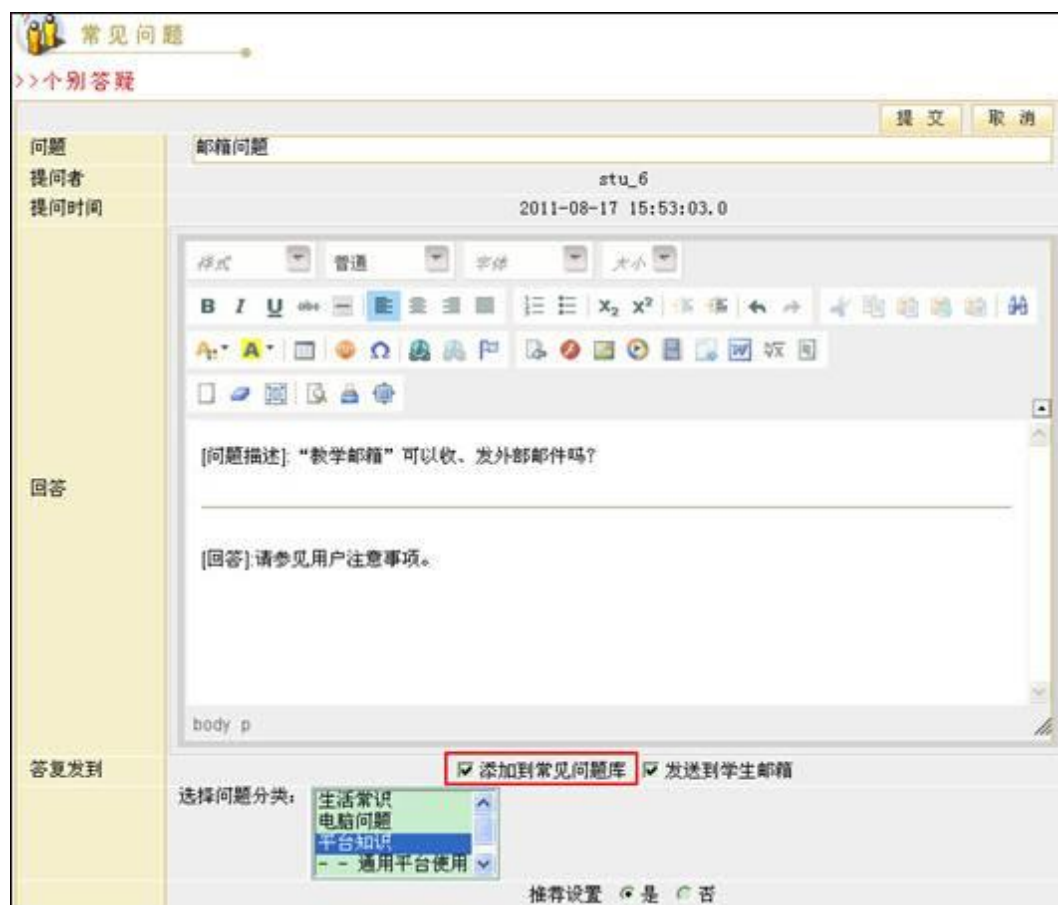 常见问题
>>个别答疑
提 交 取 消
问题 邮箱问题
提问者 stu_6
提问时间 2011-08-17 15:53:03.0
样式 普通 字体 大小
B I U abc X₂ X²
[问题描述]: “教学邮箱”可以收、发外部邮件吗?
回答
[回答]:请参见用户注意事项。
body p
答复发到 添加到常见问题库 发送到学生邮箱
选择问题分类: 生活常识
电脑问题
平台知识
- - 通用平台使用
推荐设置 是 否